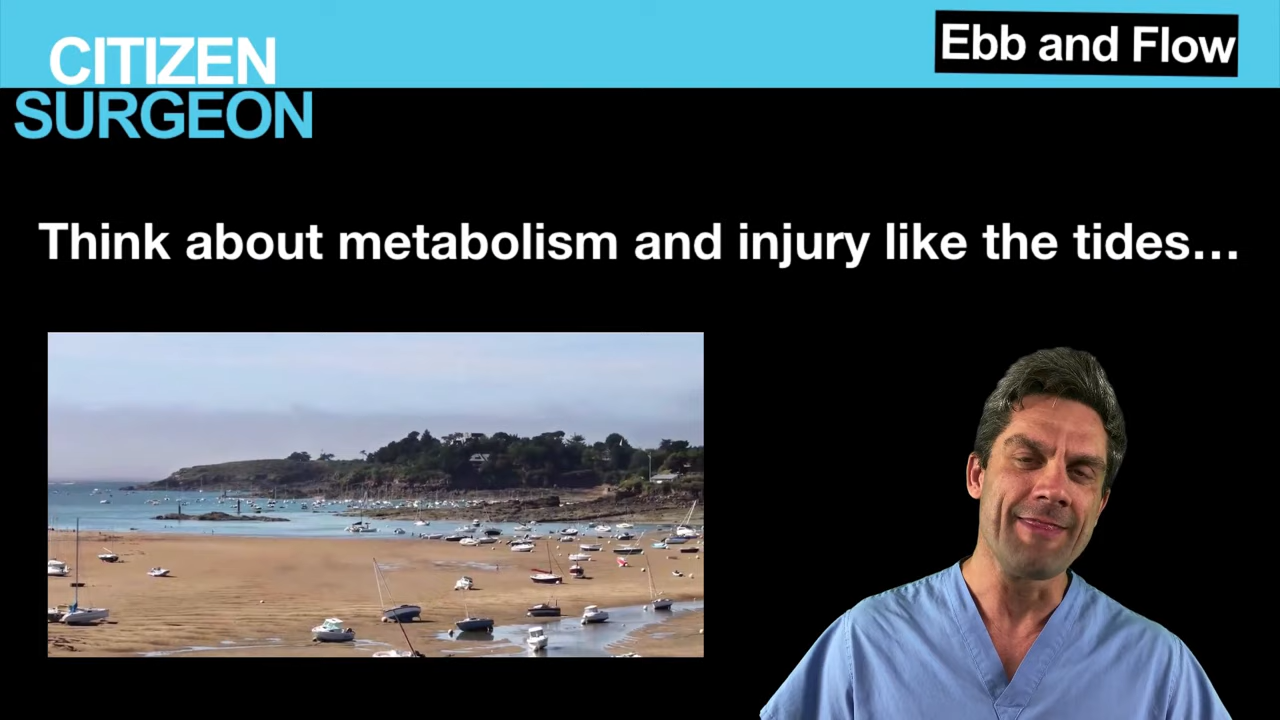 CITIZEN
SURGEON
Ebb and Flow
Think about metabolism and injury like the tides...